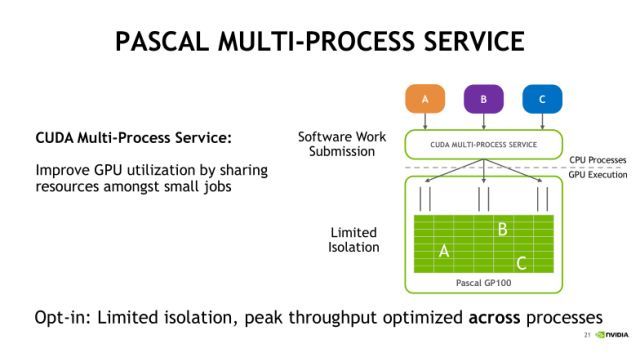 PASCAL MULTI-PROCESS SERVICE
A
B
C
CUDA Multi-Process Service:
Improve GPU utilization by sharing
resources amongst small jobs
Software Work
Submission
CUDA MULTI-PROCESS SERVICE
CPU Processes
GPU Execution
Limited
Isolation
B
A
C
Pascal GP100
Opt-in: Limited isolation, peak throughput optimized across processes
21
NVIDIA